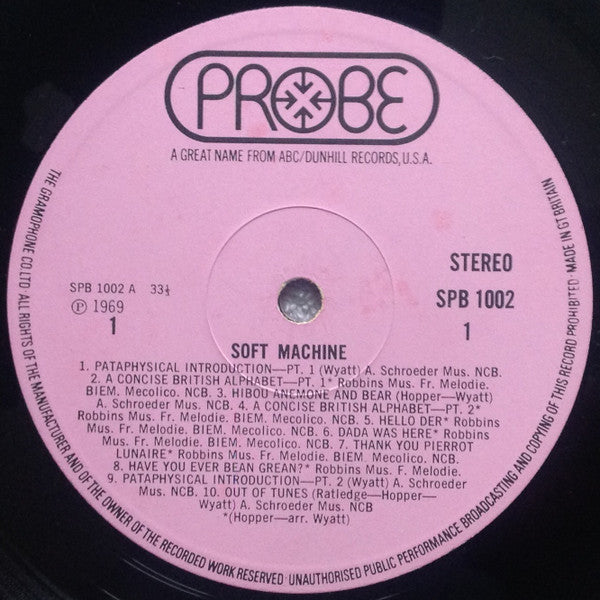 PROBE
A GREAT NAME FROM ABC/DUNHILL RECORDS, U.S.A.
STEREO
SPB 1002 A 33⅓
SPB 1002
Ⓟ 1969
1
1
SOFT MACHINE
1. PATAPHYSICAL INTRODUCTION—PT. 1 (Wyatt) A. Schroeder Mus. NCB.
2. A CONCISE BRITISH ALPHABET—PT. 1* Robbins Mus. Fr. Melodie.
BIEM. Mecolico. NCB. 3. HIBOU ANEMONE AND BEAR (Hopper—Wyatt)
A. Schroeder Mus. NCB. 4. A CONCISE BRITISH ALPHABET—PT. 2*
Robbins Mus. Fr. Melodie. BIEM. Mecolico. NCB. 5. HELLO DER* Robbins
Mus. Fr. Melodie. BIEM. Mecolico. NCB. 6. DADA WAS HERE* Robbins
Mus. Fr. Melodie. BIEM. Mecolico. NCB. 7. THANK YOU PIERROT
LUNAIRE* Robbins Mus. Fr. Melodie. BIEM. Mecolico. NCB.
8. HAVE YOU EVER BEAN GREAN?* Robbins Mus. F. Melodie.
9. PATAPHYSICAL INTRODUCTION—PT. 2 (Wyatt) A. Schroeder
Mus. NCB. 10. OUT OF TUNES (Ratledge—Hopper—
Wyatt) A. Schroeder Mus. NCB
*(Hopper—arr. Wyatt)
THE GRAMOPHONE CO. LTD · ALL RIGHTS OF THE MANUFACTURER AND OF THE OWNER OF THE RECORDED WORK RESERVED · UNAUTHORISED PUBLIC PERFORMANCE BROADCASTING AND COPYING OF THIS RECORD PROHIBITED · MADE IN GT BRITAIN